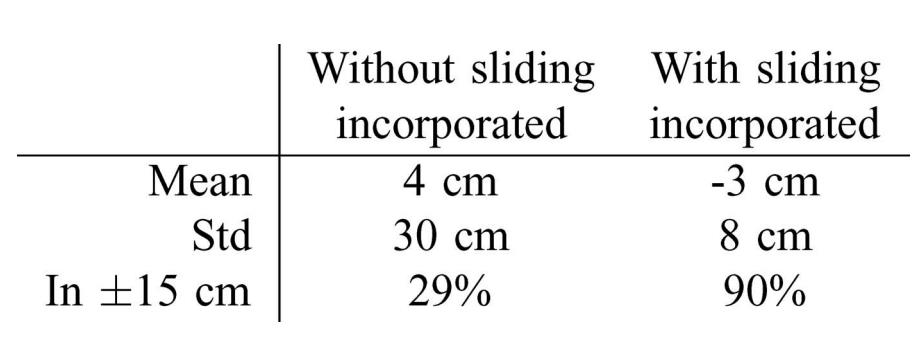 Without sliding With sliding
incorporated incorporated
Mean 4 cm -3 cm
Std 30 cm 8 cm
In ±15 cm 29% 90%